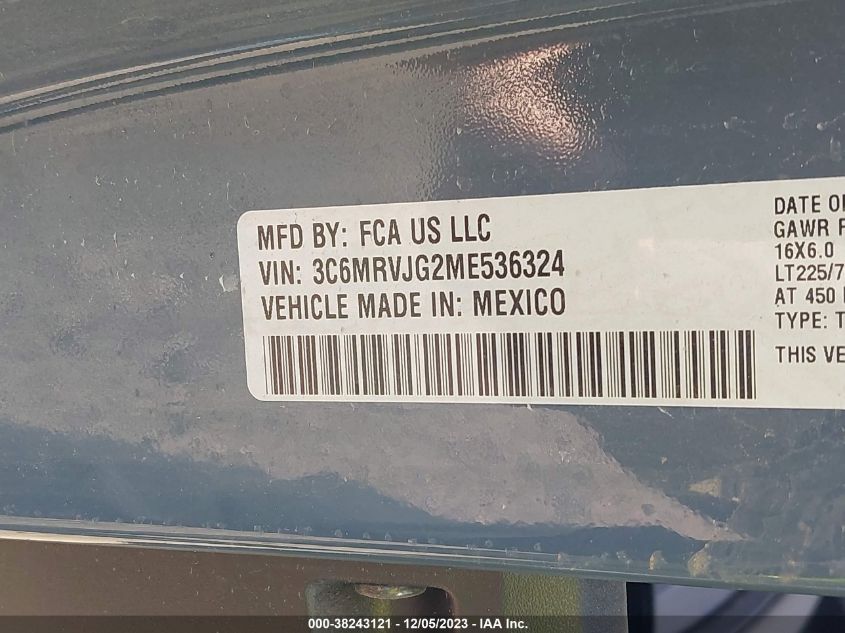 MFD BY: FCA US LLC
VIN: 3C6MRVJG2ME536324
VEHICLE MADE IN: MEXICO
DATE O
GAWR F
16X6.0
LT225/7
AT 450
TYPE: T
THIS VE
000-38243121 - 12/05/2023 - IAA Inc.